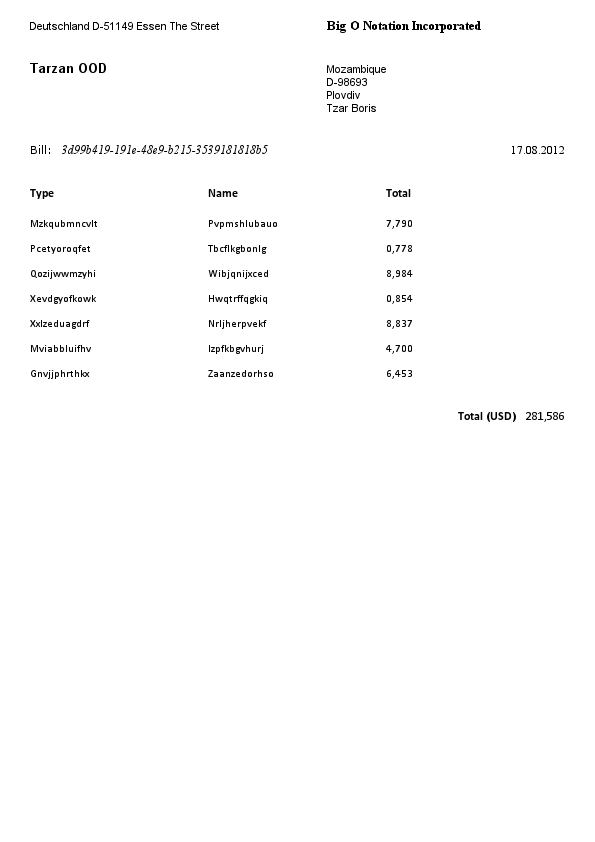 Deutschland D-51149 Essen The Street
Big O Notation Incorporated
Tarzan OOD
Mozambique
D-98693
Plovdiv
Tzar Boris
Bill: 3d99b419-191e-48e9-b215-3539181818b5 17.08.2012
Type Name Total
Mzkqubmncvlt Pvpmshlubauo 7,790
Pcetyoroqfet Tbcflkgbonlg 0,778
Qozijwwmzyhi Wibjqnijxced 8,984
Xevdgyofkowk Hwqtrffqgkiq 0,854
Xxlzeduagdrf Nrljherpvekf 8,837
Mviabbluifhv Izpfkbgvhurj 4,700
Gnvjjphrthkx Zaanzedorhso 6,453
Total (USD) 281,586